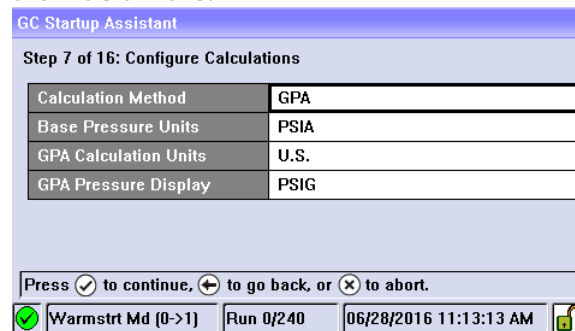 GC Startup Assistant
Step 7 of 16: Configure Calculations
Calculation Method GPA
Base Pressure Units PSIA
GPA Calculation Units U.S.
GPA Pressure Display PSIG
Press to continue, to go back, or to abort.
Warmstrt Md (0->1) Run 0/240 06/28/2016 11:13:13 AM